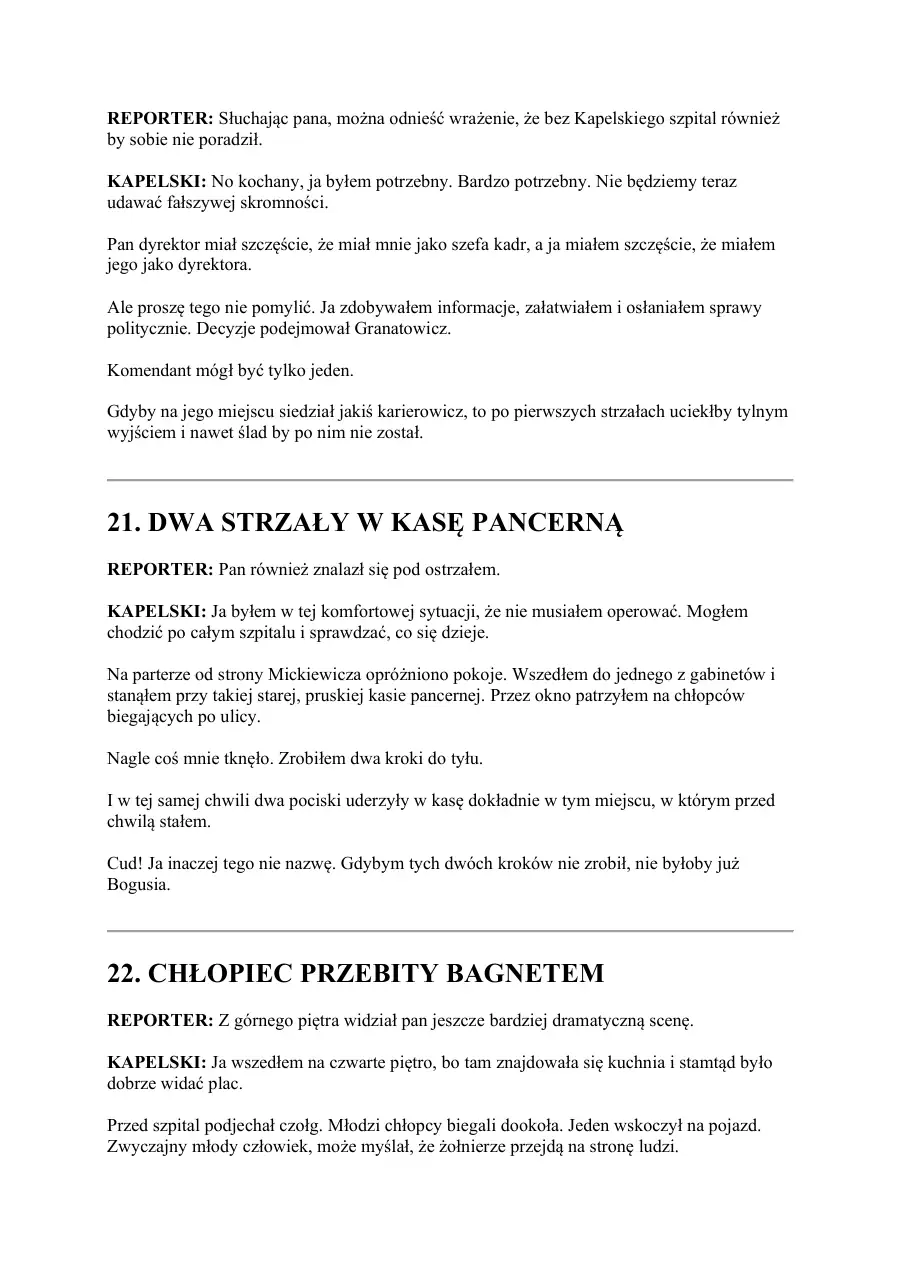 REPORTER: Słuchając pana, można odnieść wrażenie, że bez Kapelskiego szpital również
by sobie nie poradził.
KAPELSKI: No kochany, ja byłem potrzebny. Bardzo potrzebny. Nie będziemy teraz
udawać fałszywej skromności.
Pan dyrektor miał szczęście, że miał mnie jako szefa kadr, a ja miałem szczęście, że miałem
jego jako dyrektora.
Ale proszę tego nie pomylić. Ja zdobywałem informacje, załatwiałem i osłaniałem sprawy
politycznie. Decyzje podejmował Granatowicz.
Komendant mógł być tylko jeden.
Gdyby na jego miejscu siedział jakiś karierowicz, to po pierwszych strzałach uciekłby tylnym
wyjściem i nawet ślad by po nim nie został.
21. DWA STRZAŁY W KASĘ PANCERNĄ
REPORTER: Pan również znalazł się pod ostrzałem.
KAPELSKI: Ja byłem w tej komfortowej sytuacji, że nie musiałem operować. Mogłem
chodzić po całym szpitalu i sprawdzać, co się dzieje.
Na parterze od strony Mickiewicza opróżniono pokoje. Wszedłem do jednego z gabinetów i
stanąłem przy takiej starej, pruskiej kasie pancernej. Przez okno patrzyłem na chłopców
biegających po ulicy.
Nagle coś mnie tknęło. Zrobiłem dwa kroki do tyłu.
I w tej samej chwili dwa pociski uderzyły w kasę dokładnie w tym miejscu, w którym przed
chwilą stałem.
Cud! Ja inaczej tego nie nazwę. Gdybym tych dwóch kroków nie zrobił, nie byłoby już
Bogusia.
22. CHŁOPIEC PRZEBITY BAGNETEM
REPORTER: Z górnego piętra widział pan jeszcze bardziej dramatyczną scenę.
KAPELSKI: Ja wszedłem na czwarte piętro, bo tam znajdowała się kuchnia i stamtąd było
dobrze widać plac.
Przed szpital podjechał czołg. Młodzi chłopcy biegali dookoła. Jeden wskoczył na pojazd.
Zwyczajny młody człowiek, może myślał, że żołnierze przejdą na stronę ludzi.